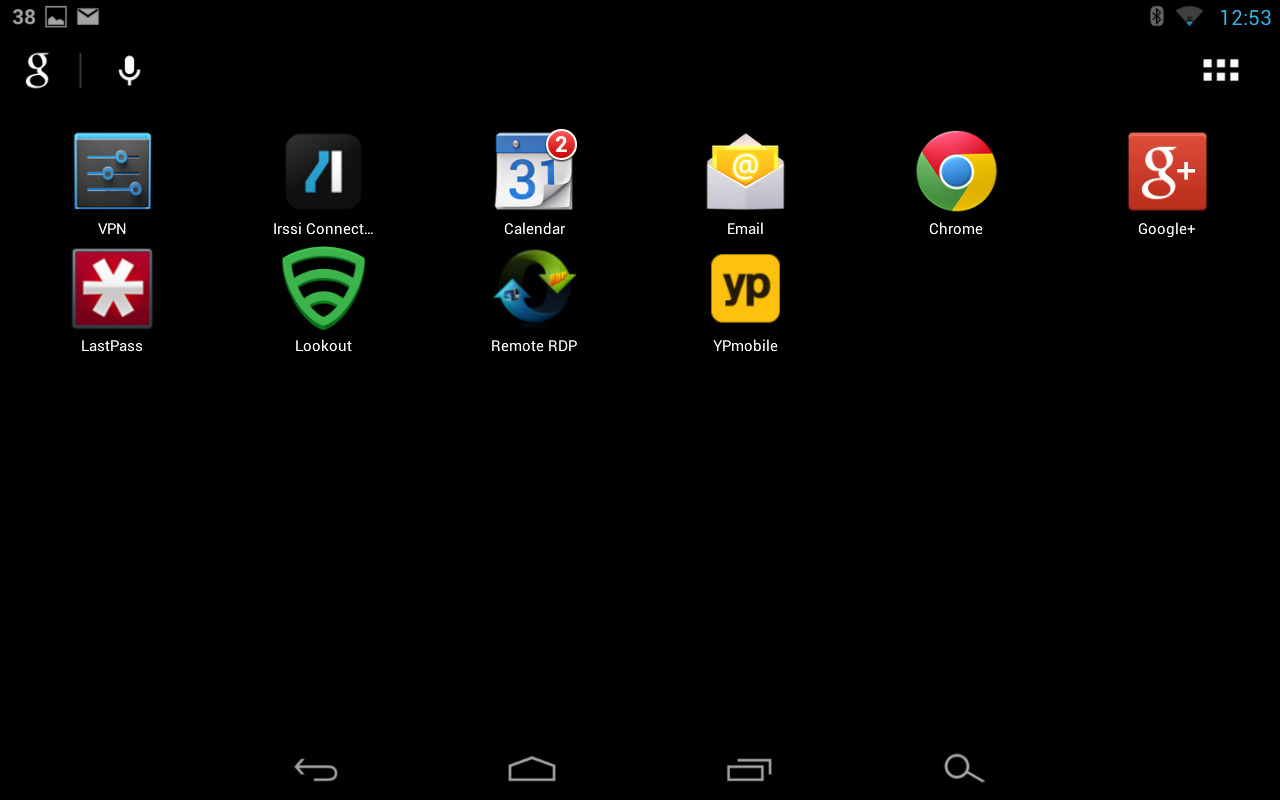 38 12:53
g
2
31
@
g+
VPN Irssi Connect... Calendar Email Chrome Google+
yp
LastPass Lookout Remote RDP YPmobile